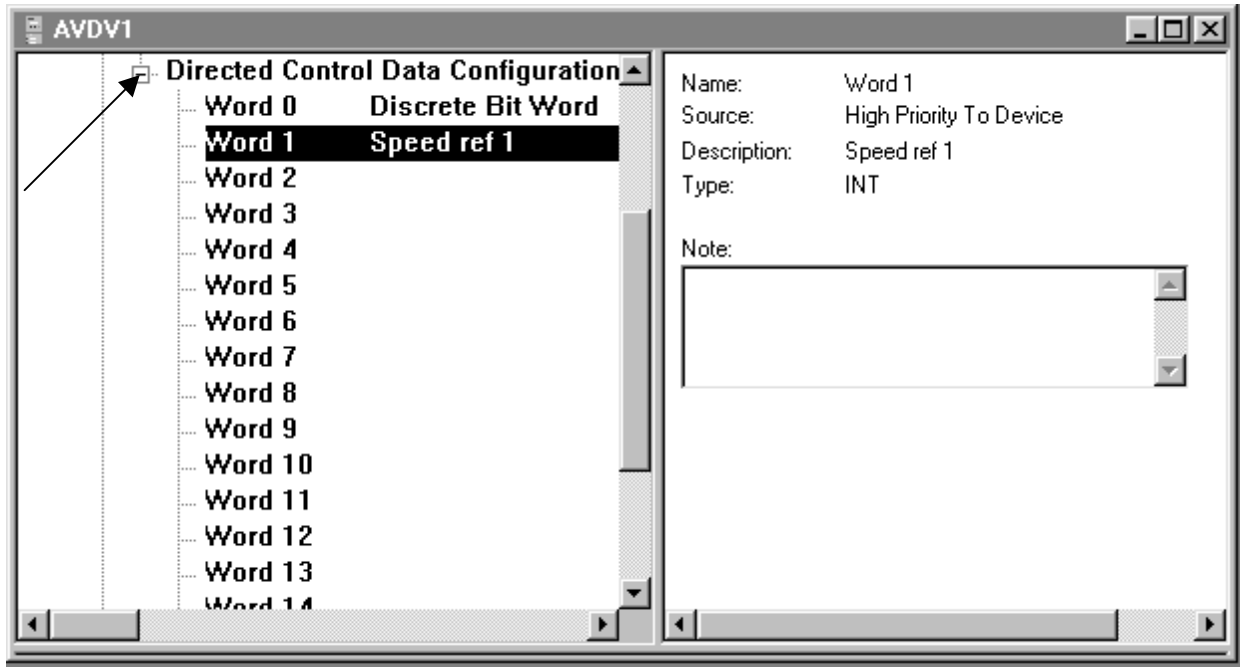 AVDV1
Directed Control Data Configuration
Word 0 Discrete Bit Word
Word 1 Speed ref 1
Word 2
Word 3
Word 4
Word 5
Word 6
Word 7
Word 8
Word 9
Word 10
Word 11
Word 12
Word 13
Word 14
Name: Word 1
Source: High Priority To Device
Description: Speed ref 1
Type: INT
Note: